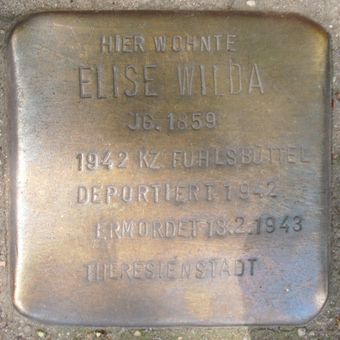 HIER WOHNTE
ELISE WILDA
JG. 1859
1942 KZ FUHLSBÜTTEL
DEPORTIERT 1942
ERMORDET 18.2.1943
THERESIENSTADT